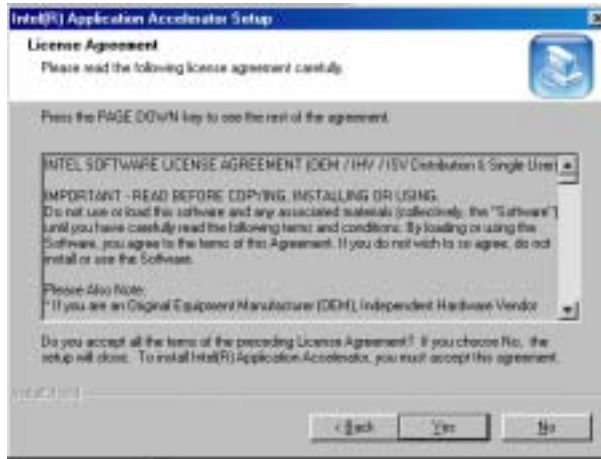 Intel(R) Application Accelerator Setup
License Agreement
Please read the following license agreement carefully.
Press the PAGE DOWN key to see the rest of the agreement.
INTEL SOFTWARE LICENSE AGREEMENT (OEM / IHV / ISV Distribution & Single User)
IMPORTANT - READ BEFORE COPYING, INSTALLING OR USING.
Do not use or load this software and any associated materials (collectively, the "Software")
until you have carefully read the following terms and conditions. By loading or using the
Software, you agree to the terms of this Agreement. If you do not wish to so agree, do not
install or use the Software.
Please Also Note:
* If you are an Original Equipment Manufacturer (OEM), Independent Hardware Vendor
Do you accept all the terms of the preceding License Agreement? If you choose No, the
setup will close. To install Intel(R) Application Accelerator, you must accept this agreement.
InstallShield
< Back
Yes
No